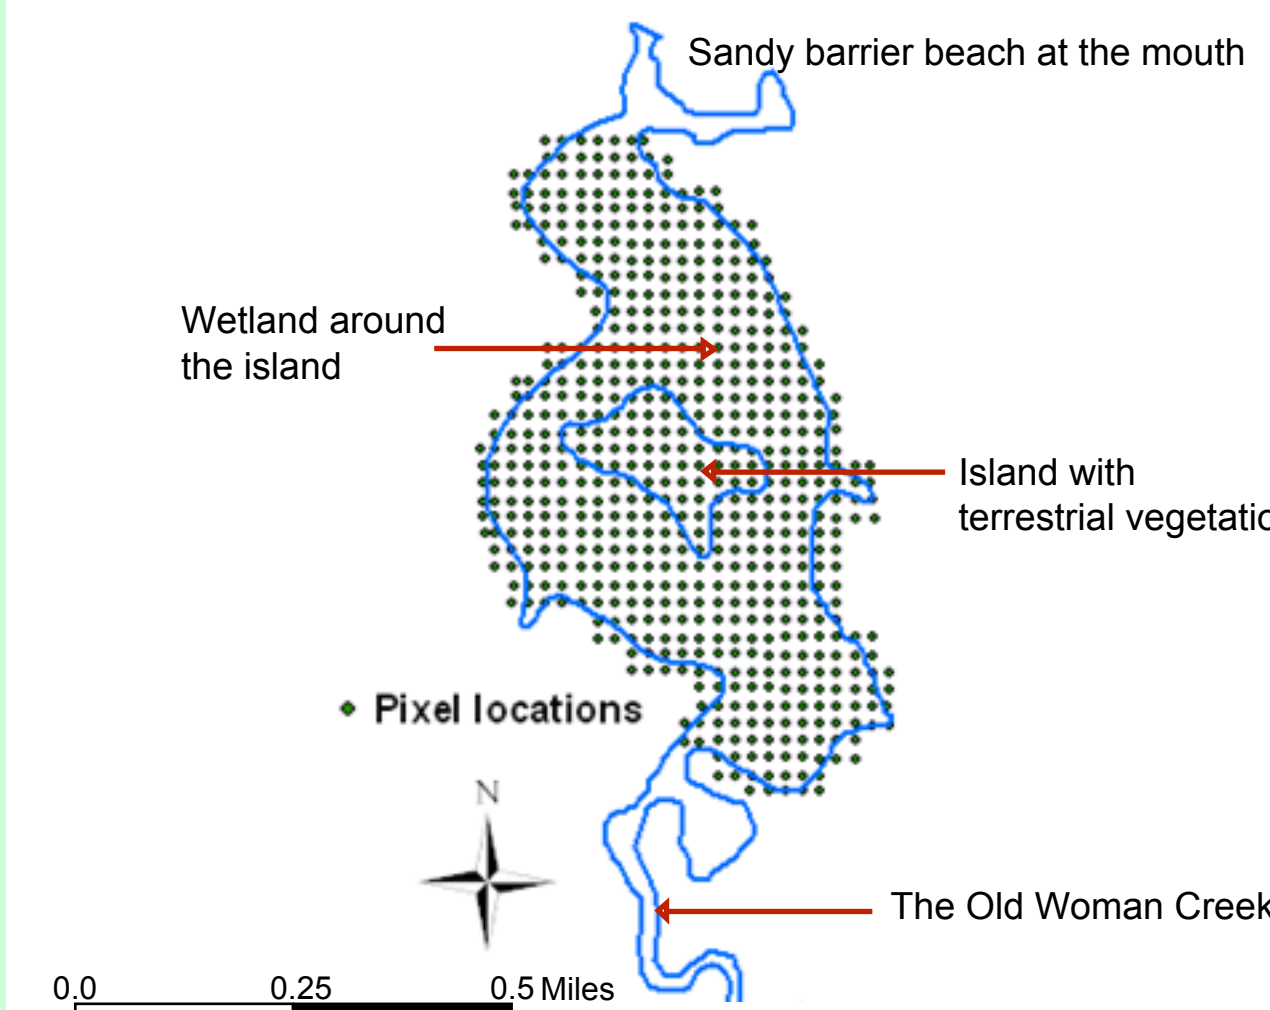 Sandy barrier beach at the mouth
Wetland around
the island
Island with
terrestrial vegetatio
Pixel locations
N
The Old Woman Creek
0.0 0.25 0.5 Miles